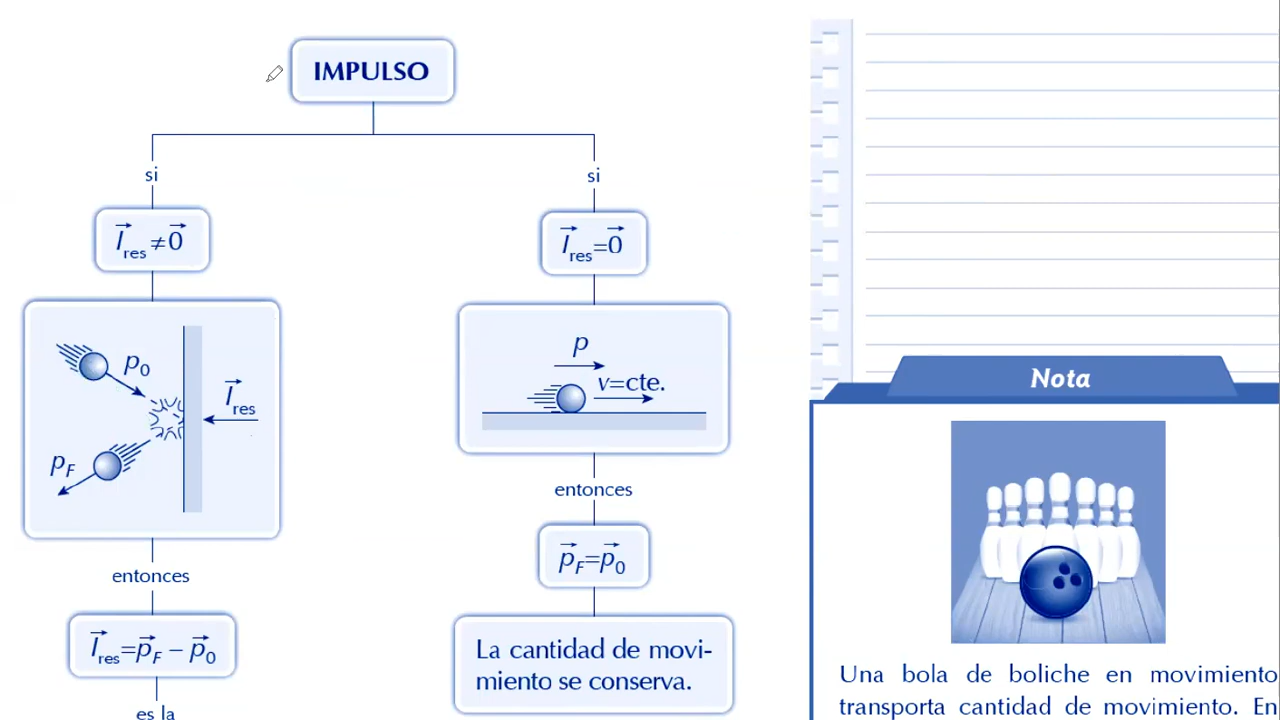 IMPULSO
si
si
I⃗res ≠ 0⃗
I⃗res = 0⃗
p0
I⃗res
pF
p
v=cte.
entonces
I⃗res = p⃗F − p⃗0
es la
entonces
p⃗F = p⃗0
La cantidad de movi-
miento se conserva.
Nota
Una bola de boliche en movimiento
transporta cantidad de movimiento. En